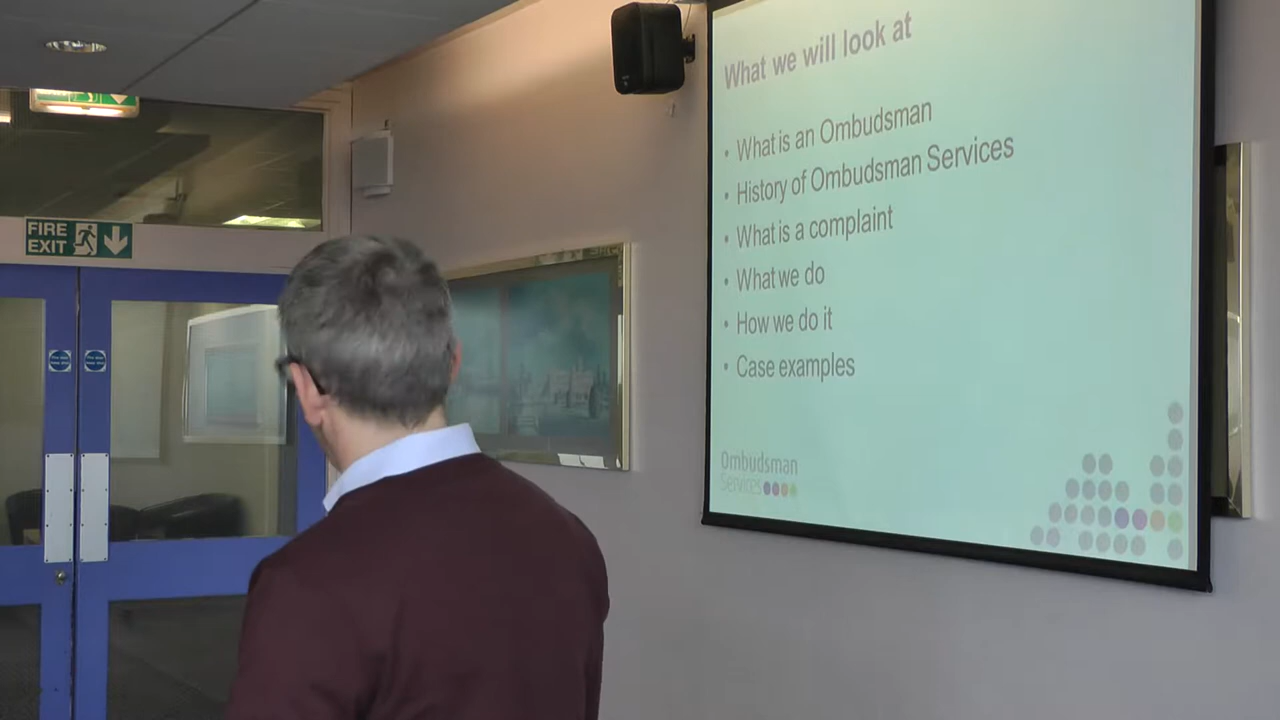 What we will look at
• What is an Ombudsman
• History of Ombudsman Services
• What is a complaint
• What we do
• How we do it
• Case examples
Ombudsman
Services
FIRE
EXIT